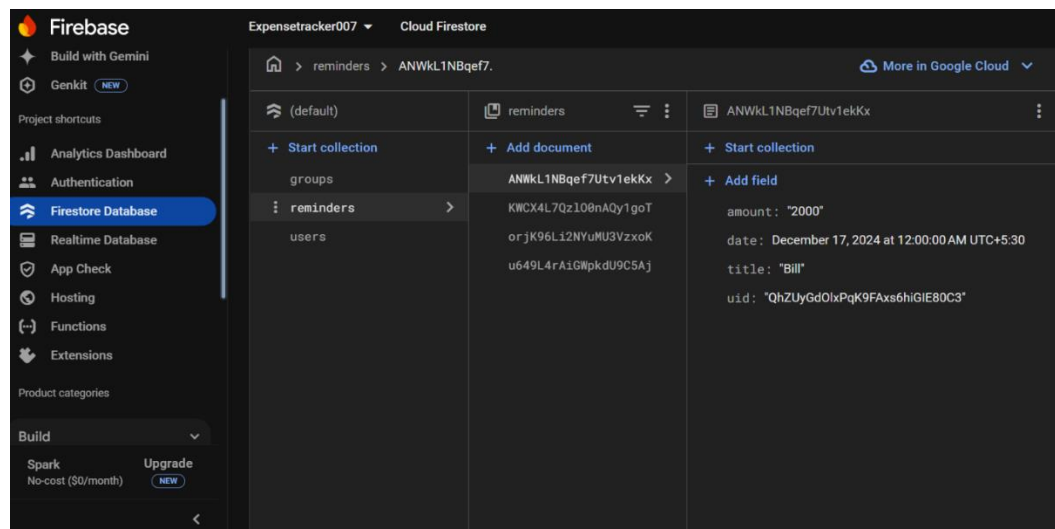 Firebase
Expensetracker007
Cloud Firestore
Build with Gemini
Genkit NEW
Project shortcuts
Analytics Dashboard
Authentication
Firestore Database
Realtime Database
App Check
Hosting
Functions
Extensions
Product categories
Build
Spark
No-cost ($0/month)
Upgrade
NEW
> reminders > ANWkL1NBqef7.
More in Google Cloud
(default)
+ Start collection
groups
reminders
users
reminders
+ Add document
ANWkL1NBqef7Utv1ekKx
KWCX4L7Qzl00nAQy1goT
orjK96Li2NYuMU3VzxoK
u649L4rAiGWpkdU9C5Aj
ANWkL1NBqef7Utv1ekKx
+ Start collection
+ Add field
amount: "2000"
date: December 17, 2024 at 12:00:00 AM UTC+5:30
title: "Bill"
uid: "QhZUyGdOlxPqK9FAxs6hiGIE80C3"